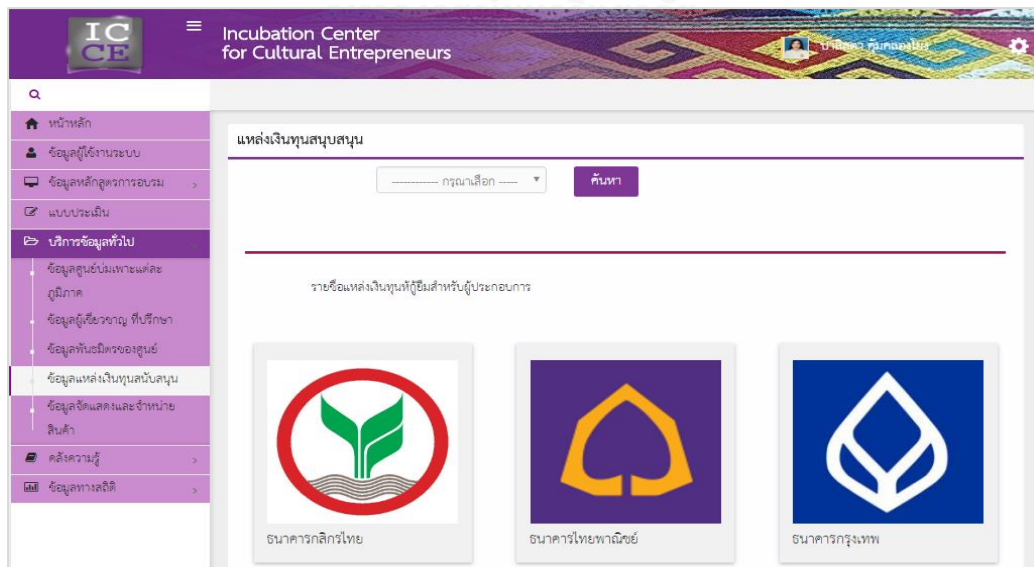 IC
CE
Incubation Center
for Cultural Entrepreneurs
หน้าหลัก
ข้อมูลผู้ใช้งานระบบ
ข้อมูลหลักสูตรการอบรม
แบบประเมิน
บริการข้อมูลทั่วไป
ข้อมูลศูนย์บ่มเพาะแต่ละ
ภูมิภาค
ข้อมูลผู้เชี่ยวชาญ ที่ปรึกษา
ข้อมูลพันธมิตรของศูนย์
ข้อมูลแหล่งเงินทุนสนับสนุน
ข้อมูลจัดแสดงและจำหน่าย
สินค้า
คลังความรู้
ข้อมูลทางสถิติ
แหล่งเงินทุนสนุบสนุน
------------ กรุณาเลือก -----
ค้นหา
รายชื่อแหล่งเงินทุนห้กู้ยืมสำหรับผู้ประกอบการ
ธนาคารกสิกรไทย
ธนาคารไทยพาณิชย์
ธนาคารกรุงเทพ